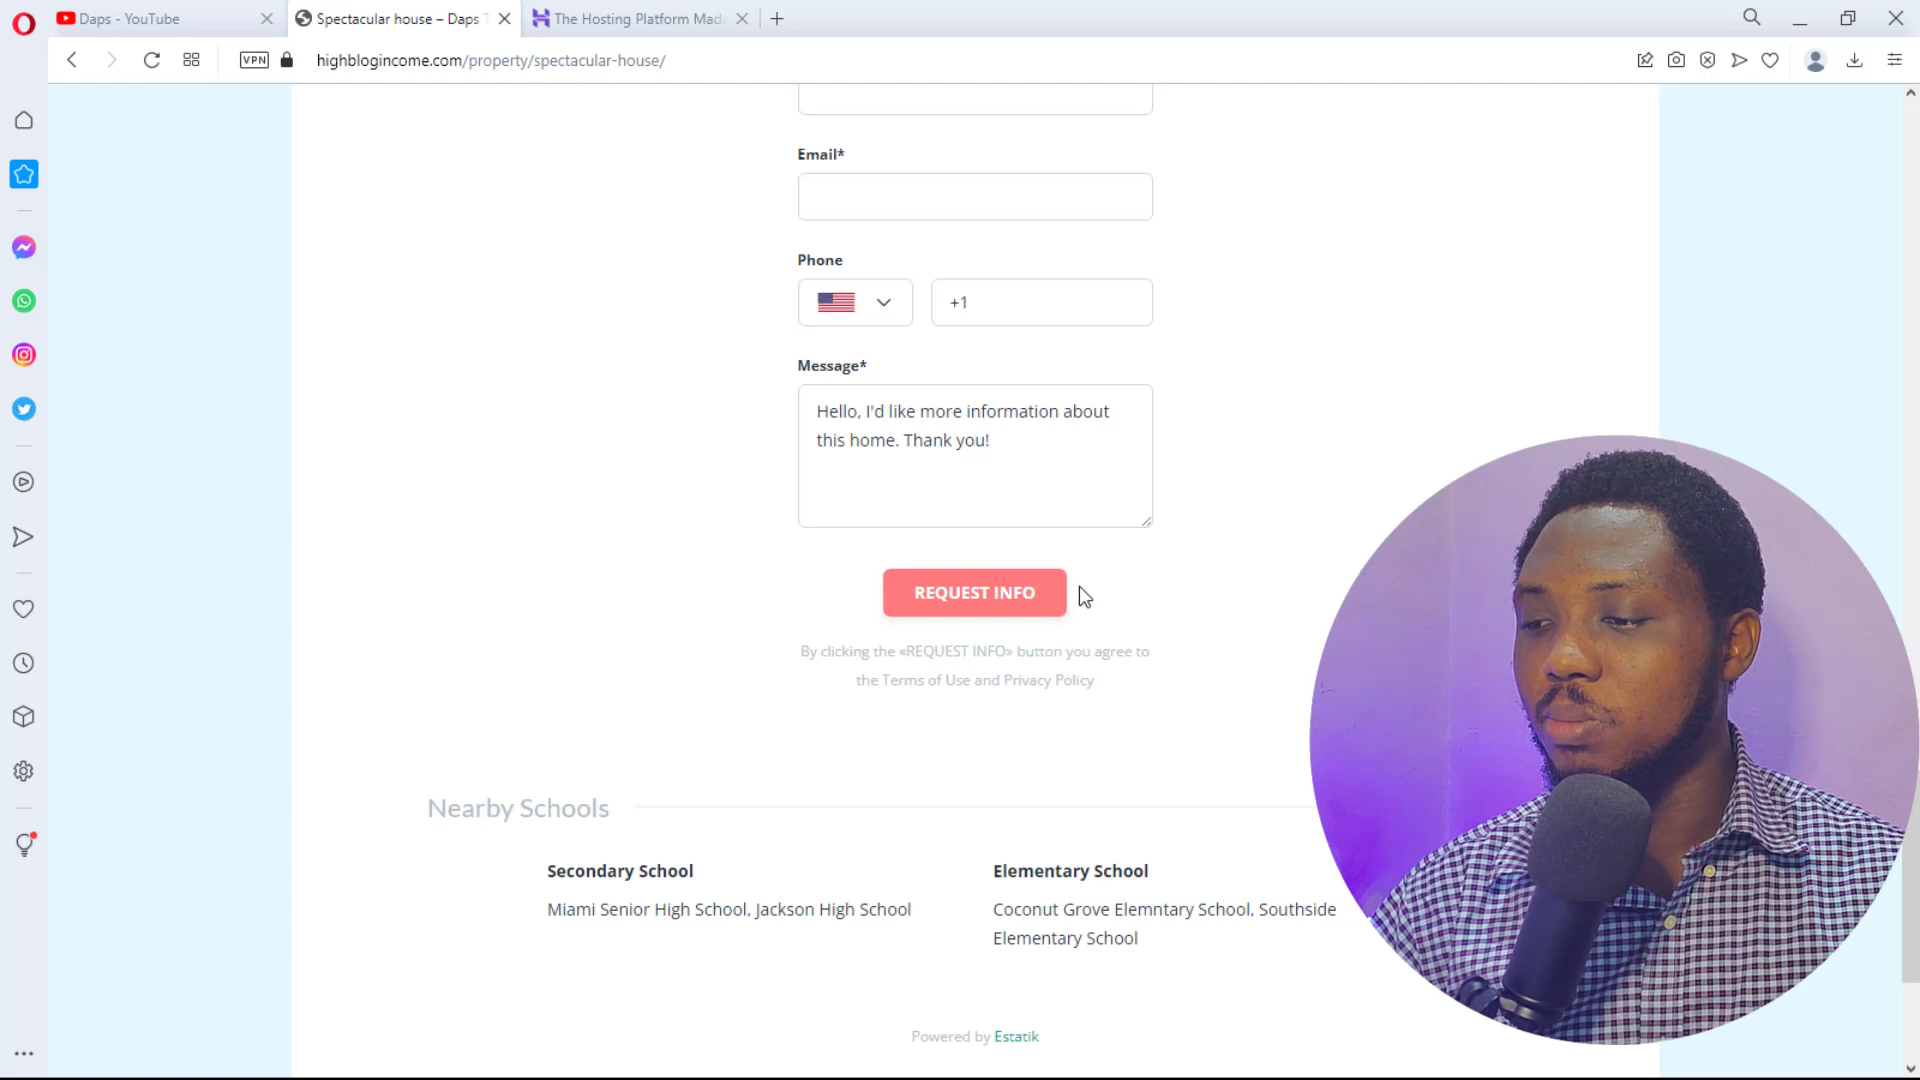 Daps - YouTube
Spectacular house – Daps T
The Hosting Platform Mad
VPN
highblogincome.com/property/spectacular-house/
Email*
Phone
+1
Message*
Hello, I'd like more information about
this home. Thank you!
REQUEST INFO
By clicking the «REQUEST INFO» button you agree to
the Terms of Use and Privacy Policy
Nearby Schools
Secondary School
Miami Senior High School, Jackson High School
Elementary School
Coconut Grove Elemntary School, Southside
Elementary School
Powered by Estatik